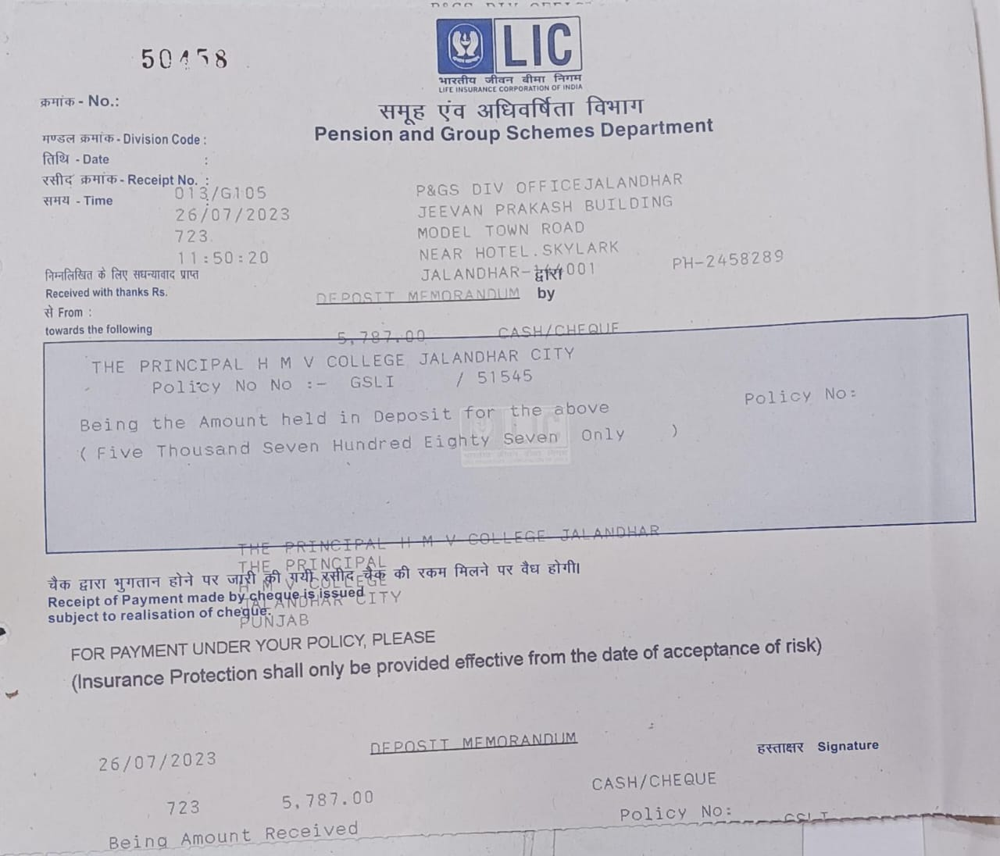 50458
LIC
भारतीय जीवन बीमा निगम
LIFE INSURANCE CORPORATION OF INDIA
क्रमांक - No.:
समूह एंव अधिवर्षिता विभाग
Pension and Group Schemes Department
मण्डल क्रमांक - Division Code :
तिथि - Date :
रसीद क्रमांक - Receipt No. :
समय - Time
013/G105
26/07/2023
723
11:50:20
P&GS DIV OFFICEJALANDHAR
JEEVAN PRAKASH BUILDING
MODEL TOWN ROAD
NEAR HOTEL.SKYLARK
JALANDHAR- 001
PH-2458289
द्वारा
निम्नलिखित के लिए सधन्यावाद प्राप्त
Received with thanks Rs.
DEPOSIT MEMORANDUM by
से From :
towards the following
5,787.00 CASH/CHEQUE
THE PRINCIPAL H M V COLLEGE JALANDHAR CITY
Policy No No :- GSLI / 51545
Policy No:
Being the Amount held in Deposit for the above
( Five Thousand Seven Hundred Eighty Seven Only )
LIC
THE PRINCIPAL H M V COLLEGE JALANDHAR
THE PRINCIPAL
H M V COLLEGE
JALANDHAR CITY
PUNJAB
चैक द्वारा भुगतान होने पर जारी की गयी रसीद चैक की रकम मिलने पर वैध होगी।
Receipt of Payment made by cheque is issued
subject to realisation of cheque.
FOR PAYMENT UNDER YOUR POLICY, PLEASE
(Insurance Protection shall only be provided effective from the date of acceptance of risk)
DEPOSIT MEMORANDUM
26/07/2023
हस्ताक्षर Signature
723 5,787.00 CASH/CHEQUE
Being Amount Received Policy No: GSLI